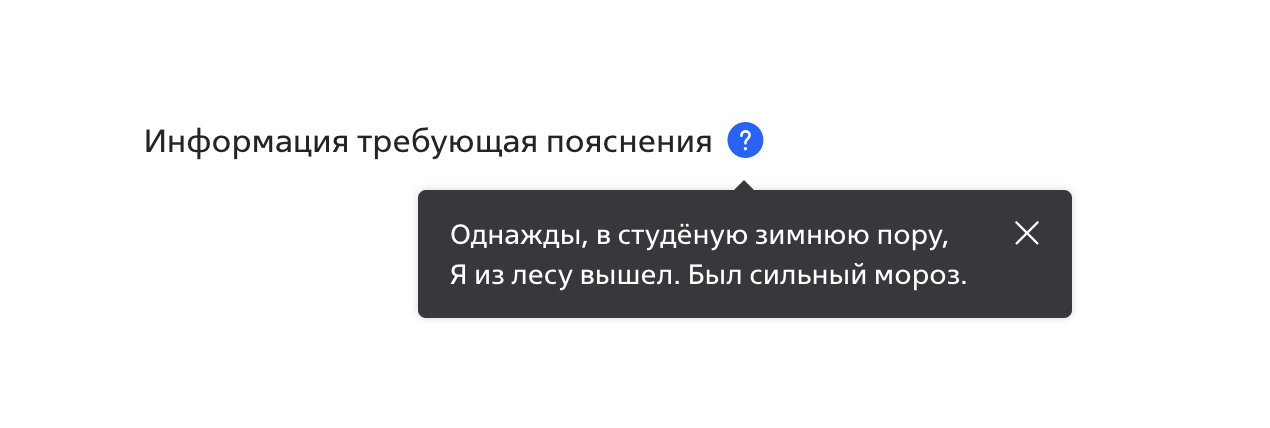 Информация требующая пояснения ?
Однажды, в студёную зимнюю пору,
Я из лесу вышел. Был сильный мороз.